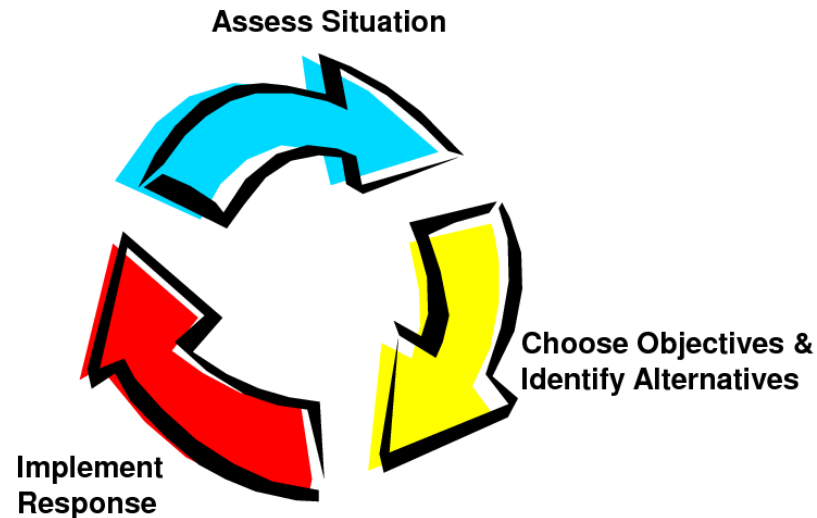 Assess Situation
Choose Objectives &
Identify Alternatives
Implement
Response